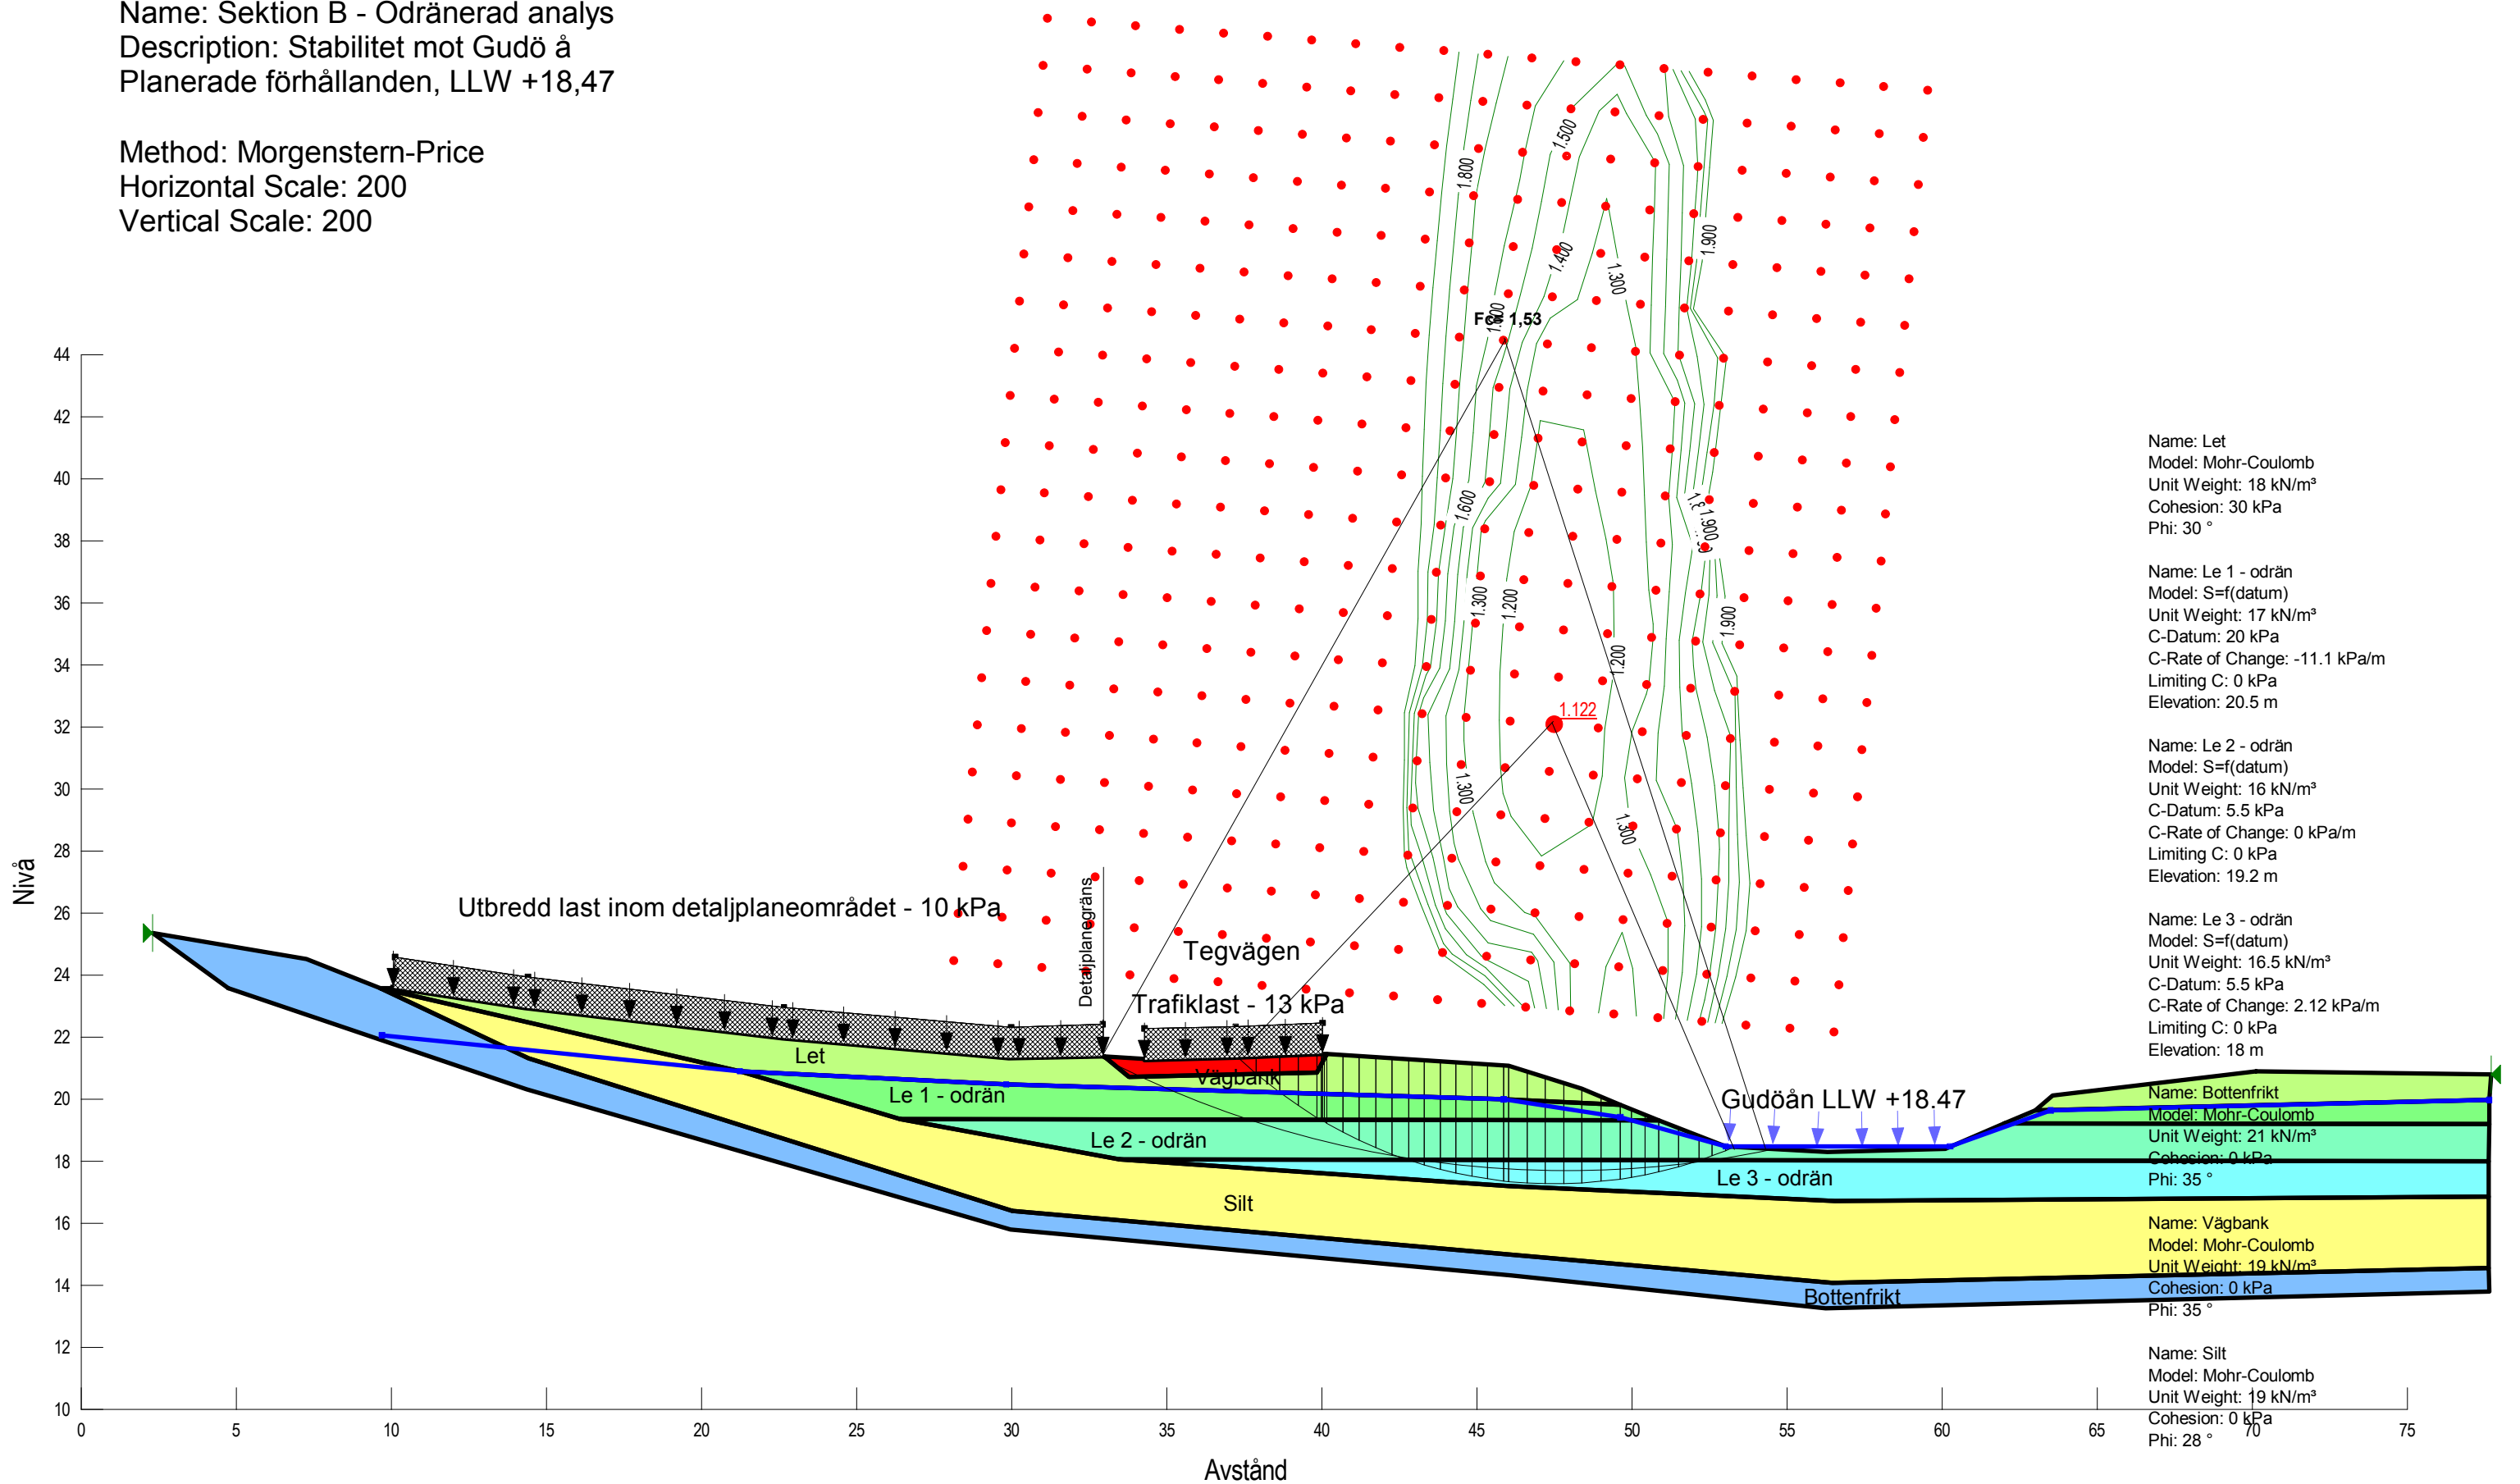 Name: Sektion B - Odränerad analys
Description: Stabilitet mot Gudö å
Planerade förhållanden, LLW +18,47
Method: Morgenstern-Price
Horizontal Scale: 200
Vertical Scale: 200
1.500
1.800
1.900
1.400
1.300
Fc= 1,53
44
42
40
38
36
34
32
30
28
26
24
22
20
18
16
14
12
10
Nivå
1.600
1.900
1.300
1.200
1.900
1.200
1.122
1.300
1.300
Name: Let
Model: Mohr-Coulomb
Unit Weight: 18 kN/m³
Cohesion: 30 kPa
Phi: 30 °
Name: Le 1 - odrän
Model: S=f(datum)
Unit Weight: 17 kN/m³
C-Datum: 20 kPa
C-Rate of Change: -11.1 kPa/m
Limiting C: 0 kPa
Elevation: 20.5 m
Name: Le 2 - odrän
Model: S=f(datum)
Unit Weight: 16 kN/m³
C-Datum: 5.5 kPa
C-Rate of Change: 0 kPa/m
Limiting C: 0 kPa
Elevation: 19.2 m
Name: Le 3 - odrän
Model: S=f(datum)
Unit Weight: 16.5 kN/m³
C-Datum: 5.5 kPa
C-Rate of Change: 2.12 kPa/m
Limiting C: 0 kPa
Elevation: 18 m
Name: Bottenfrikt
Model: Mohr-Coulomb
Unit Weight: 21 kN/m³
Cohesion: 0 kPa
Phi: 35 °
Name: Vägbank
Model: Mohr-Coulomb
Unit Weight: 19 kN/m³
Cohesion: 0 kPa
Phi: 35 °
Name: Silt
Model: Mohr-Coulomb
Unit Weight: 19 kN/m³
Cohesion: 0 kPa
Phi: 28 °
Utbredd last inom detaljplaneområdet - 10 kPa
Detaljplanegräns
Tegvägen
Trafiklast - 13 kPa
Let
Vägbank
Le 1 - odrän
Gudöån LLW +18.47
Le 2 - odrän
Le 3 - odrän
Silt
Bottenfrikt
0 5 10 15 20 25 30 35 40 45 50 55 60 65 70 75
Avstånd